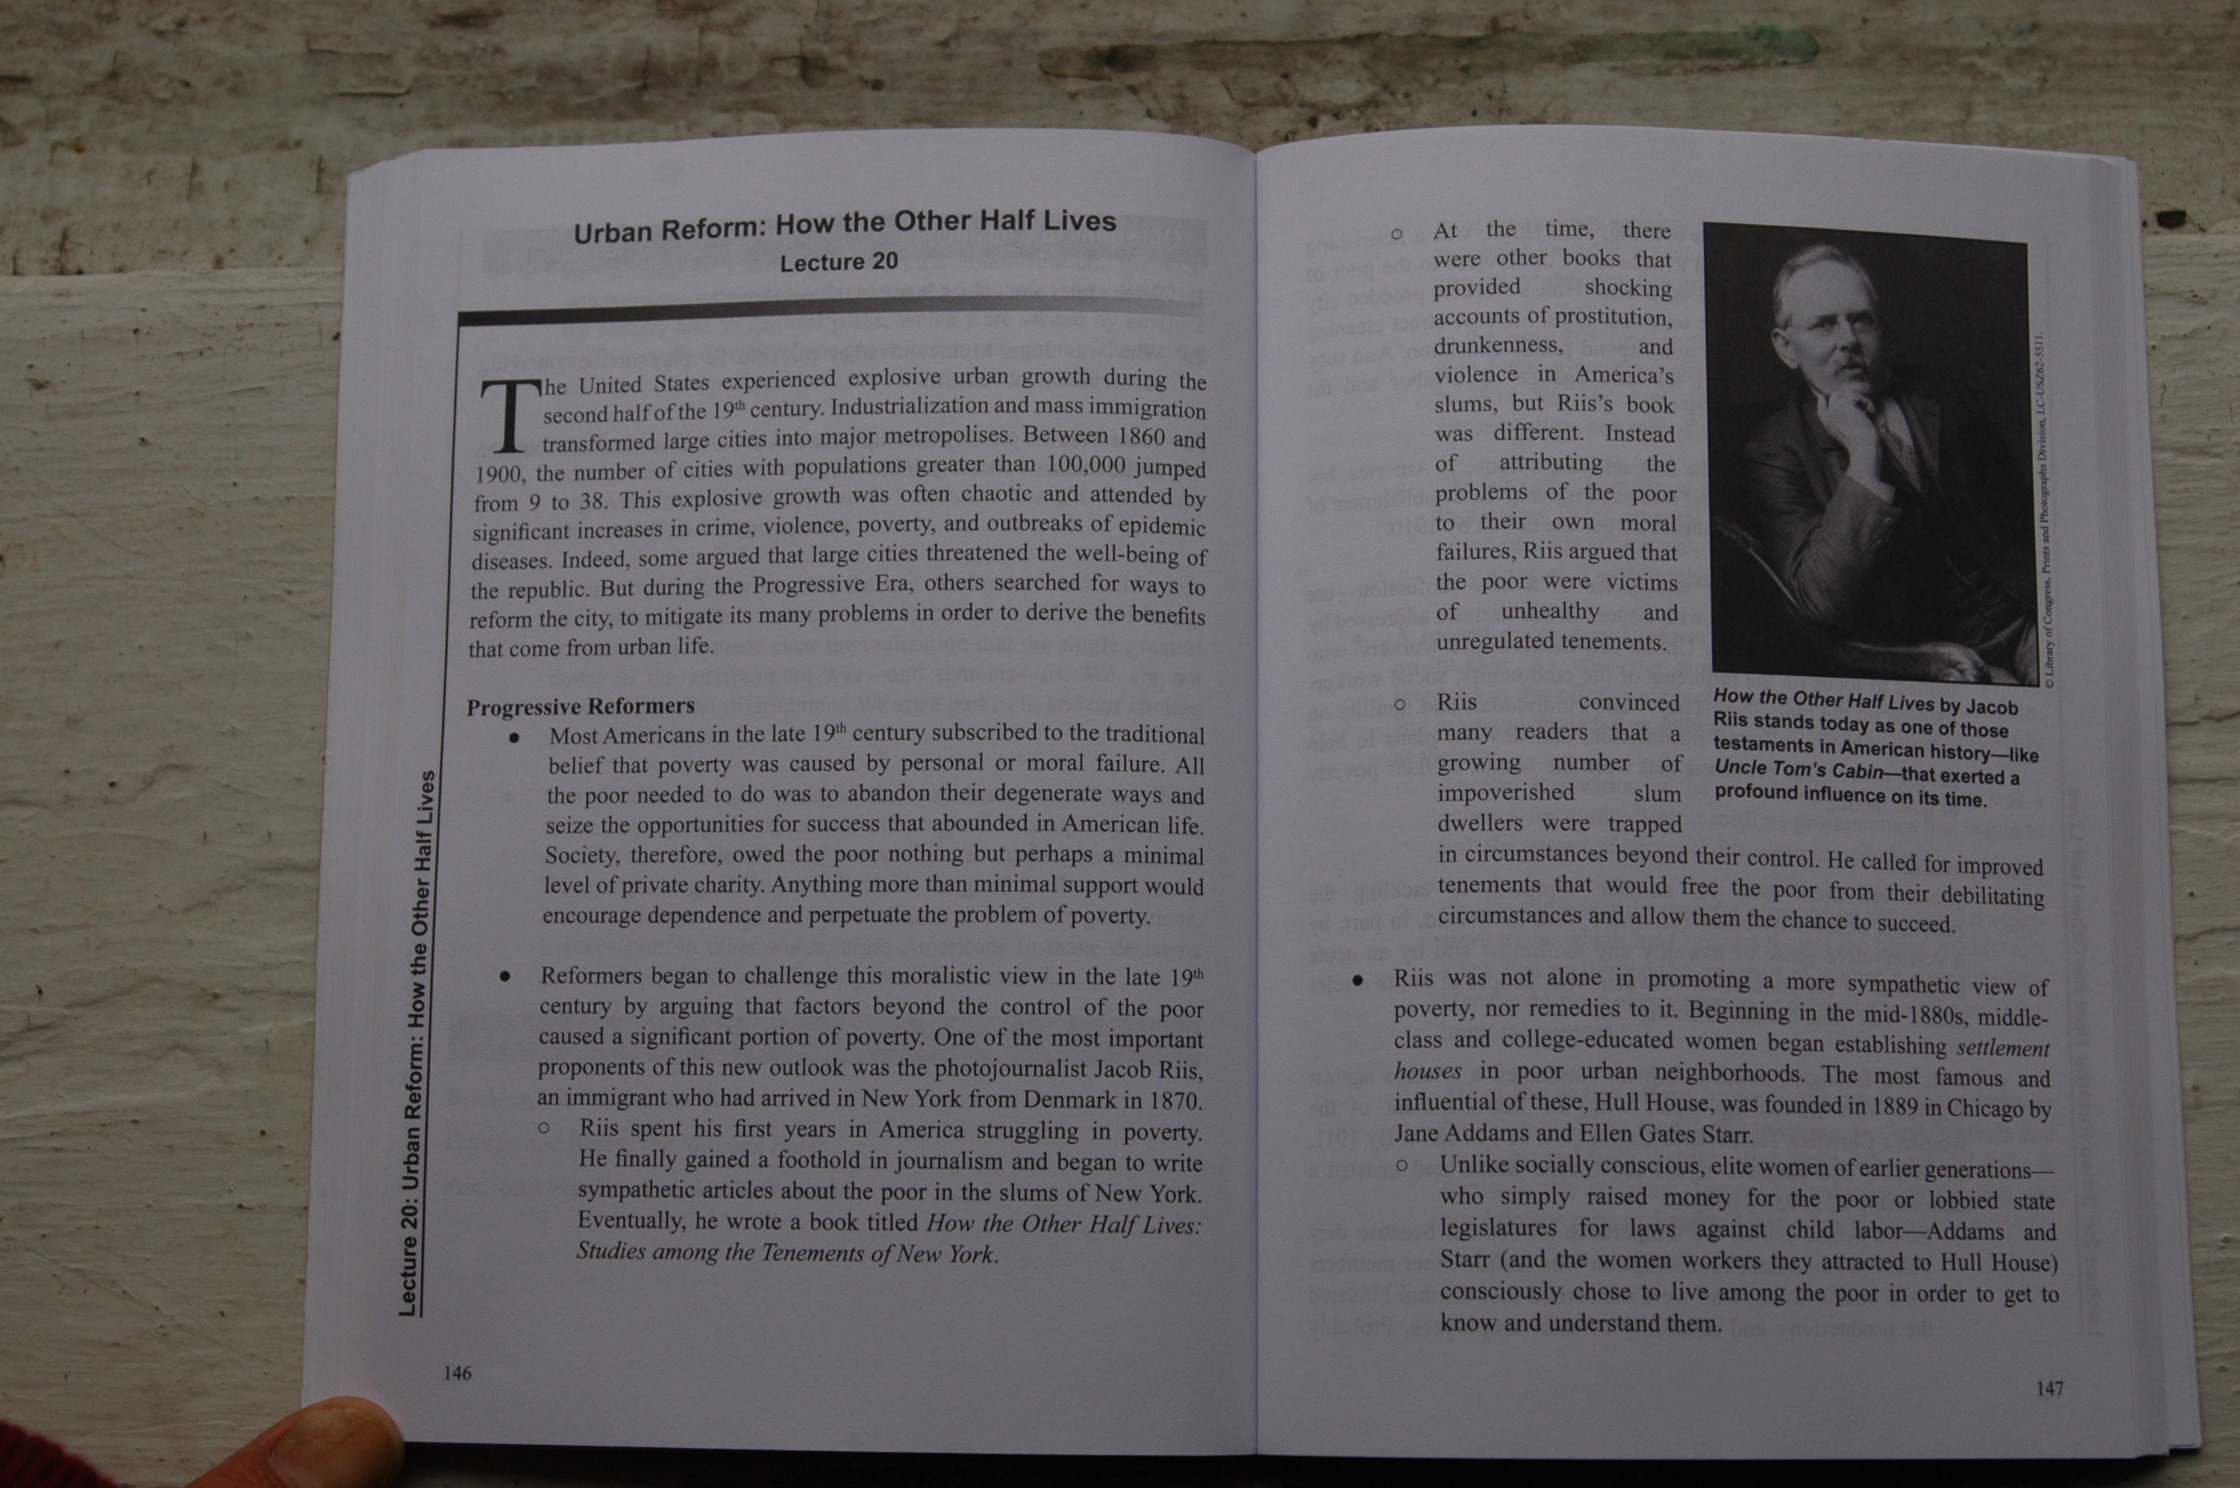 Urban Reform: How the Other Half Lives
Lecture 20
The United States experienced explosive urban growth during the
second half of the 19th century. Industrialization and mass immigration
transformed large cities into major metropolises. Between 1860 and
1900, the number of cities with populations greater than 100,000 jumped
from 9 to 38. This explosive growth was often chaotic and attended by
significant increases in crime, violence, poverty, and outbreaks of epidemic
diseases. Indeed, some argued that large cities threatened the well-being of
the republic. But during the Progressive Era, others searched for ways to
reform the city, to mitigate its many problems in order to derive the benefits
that come from urban life.
Progressive Reformers
● Most Americans in the late 19th century subscribed to the traditional
belief that poverty was caused by personal or moral failure. All
the poor needed to do was to abandon their degenerate ways and
seize the opportunities for success that abounded in American life.
Society, therefore, owed the poor nothing but perhaps a minimal
level of private charity. Anything more than minimal support would
encourage dependence and perpetuate the problem of poverty.
● Reformers began to challenge this moralistic view in the late 19th
century by arguing that factors beyond the control of the poor
caused a significant portion of poverty. One of the most important
proponents of this new outlook was the photojournalist Jacob Riis,
an immigrant who had arrived in New York from Denmark in 1870.
○ Riis spent his first years in America struggling in poverty.
He finally gained a foothold in journalism and began to write
sympathetic articles about the poor in the slums of New York.
Eventually, he wrote a book titled How the Other Half Lives:
Studies among the Tenements of New York.
Lecture 20: Urban Reform: How the Other Half Lives
146
○ At the time, there
were other books that
provided shocking
accounts of prostitution,
drunkenness, and
violence in America's
slums, but Riis's book
was different. Instead
of attributing the
problems of the poor
to their own moral
failures, Riis argued that
the poor were victims
of unhealthy and
unregulated tenements.
○ Riis convinced
many readers that a
growing number of
impoverished slum
dwellers were trapped
in circumstances beyond their control. He called for improved
tenements that would free the poor from their debilitating
circumstances and allow them the chance to succeed.
© Library of Congress, Prints and Photographs Division, LC-USZ62-5511.
How the Other Half Lives by Jacob
Riis stands today as one of those
testaments in American history—like
Uncle Tom's Cabin—that exerted a
profound influence on its time.
● Riis was not alone in promoting a more sympathetic view of
poverty, nor remedies to it. Beginning in the mid-1880s, middle-
class and college-educated women began establishing settlement
houses in poor urban neighborhoods. The most famous and
influential of these, Hull House, was founded in 1889 in Chicago by
Jane Addams and Ellen Gates Starr.
○ Unlike socially conscious, elite women of earlier generations—
who simply raised money for the poor or lobbied state
legislatures for laws against child labor—Addams and
Starr (and the women workers they attracted to Hull House)
consciously chose to live among the poor in order to get to
know and understand them.
147